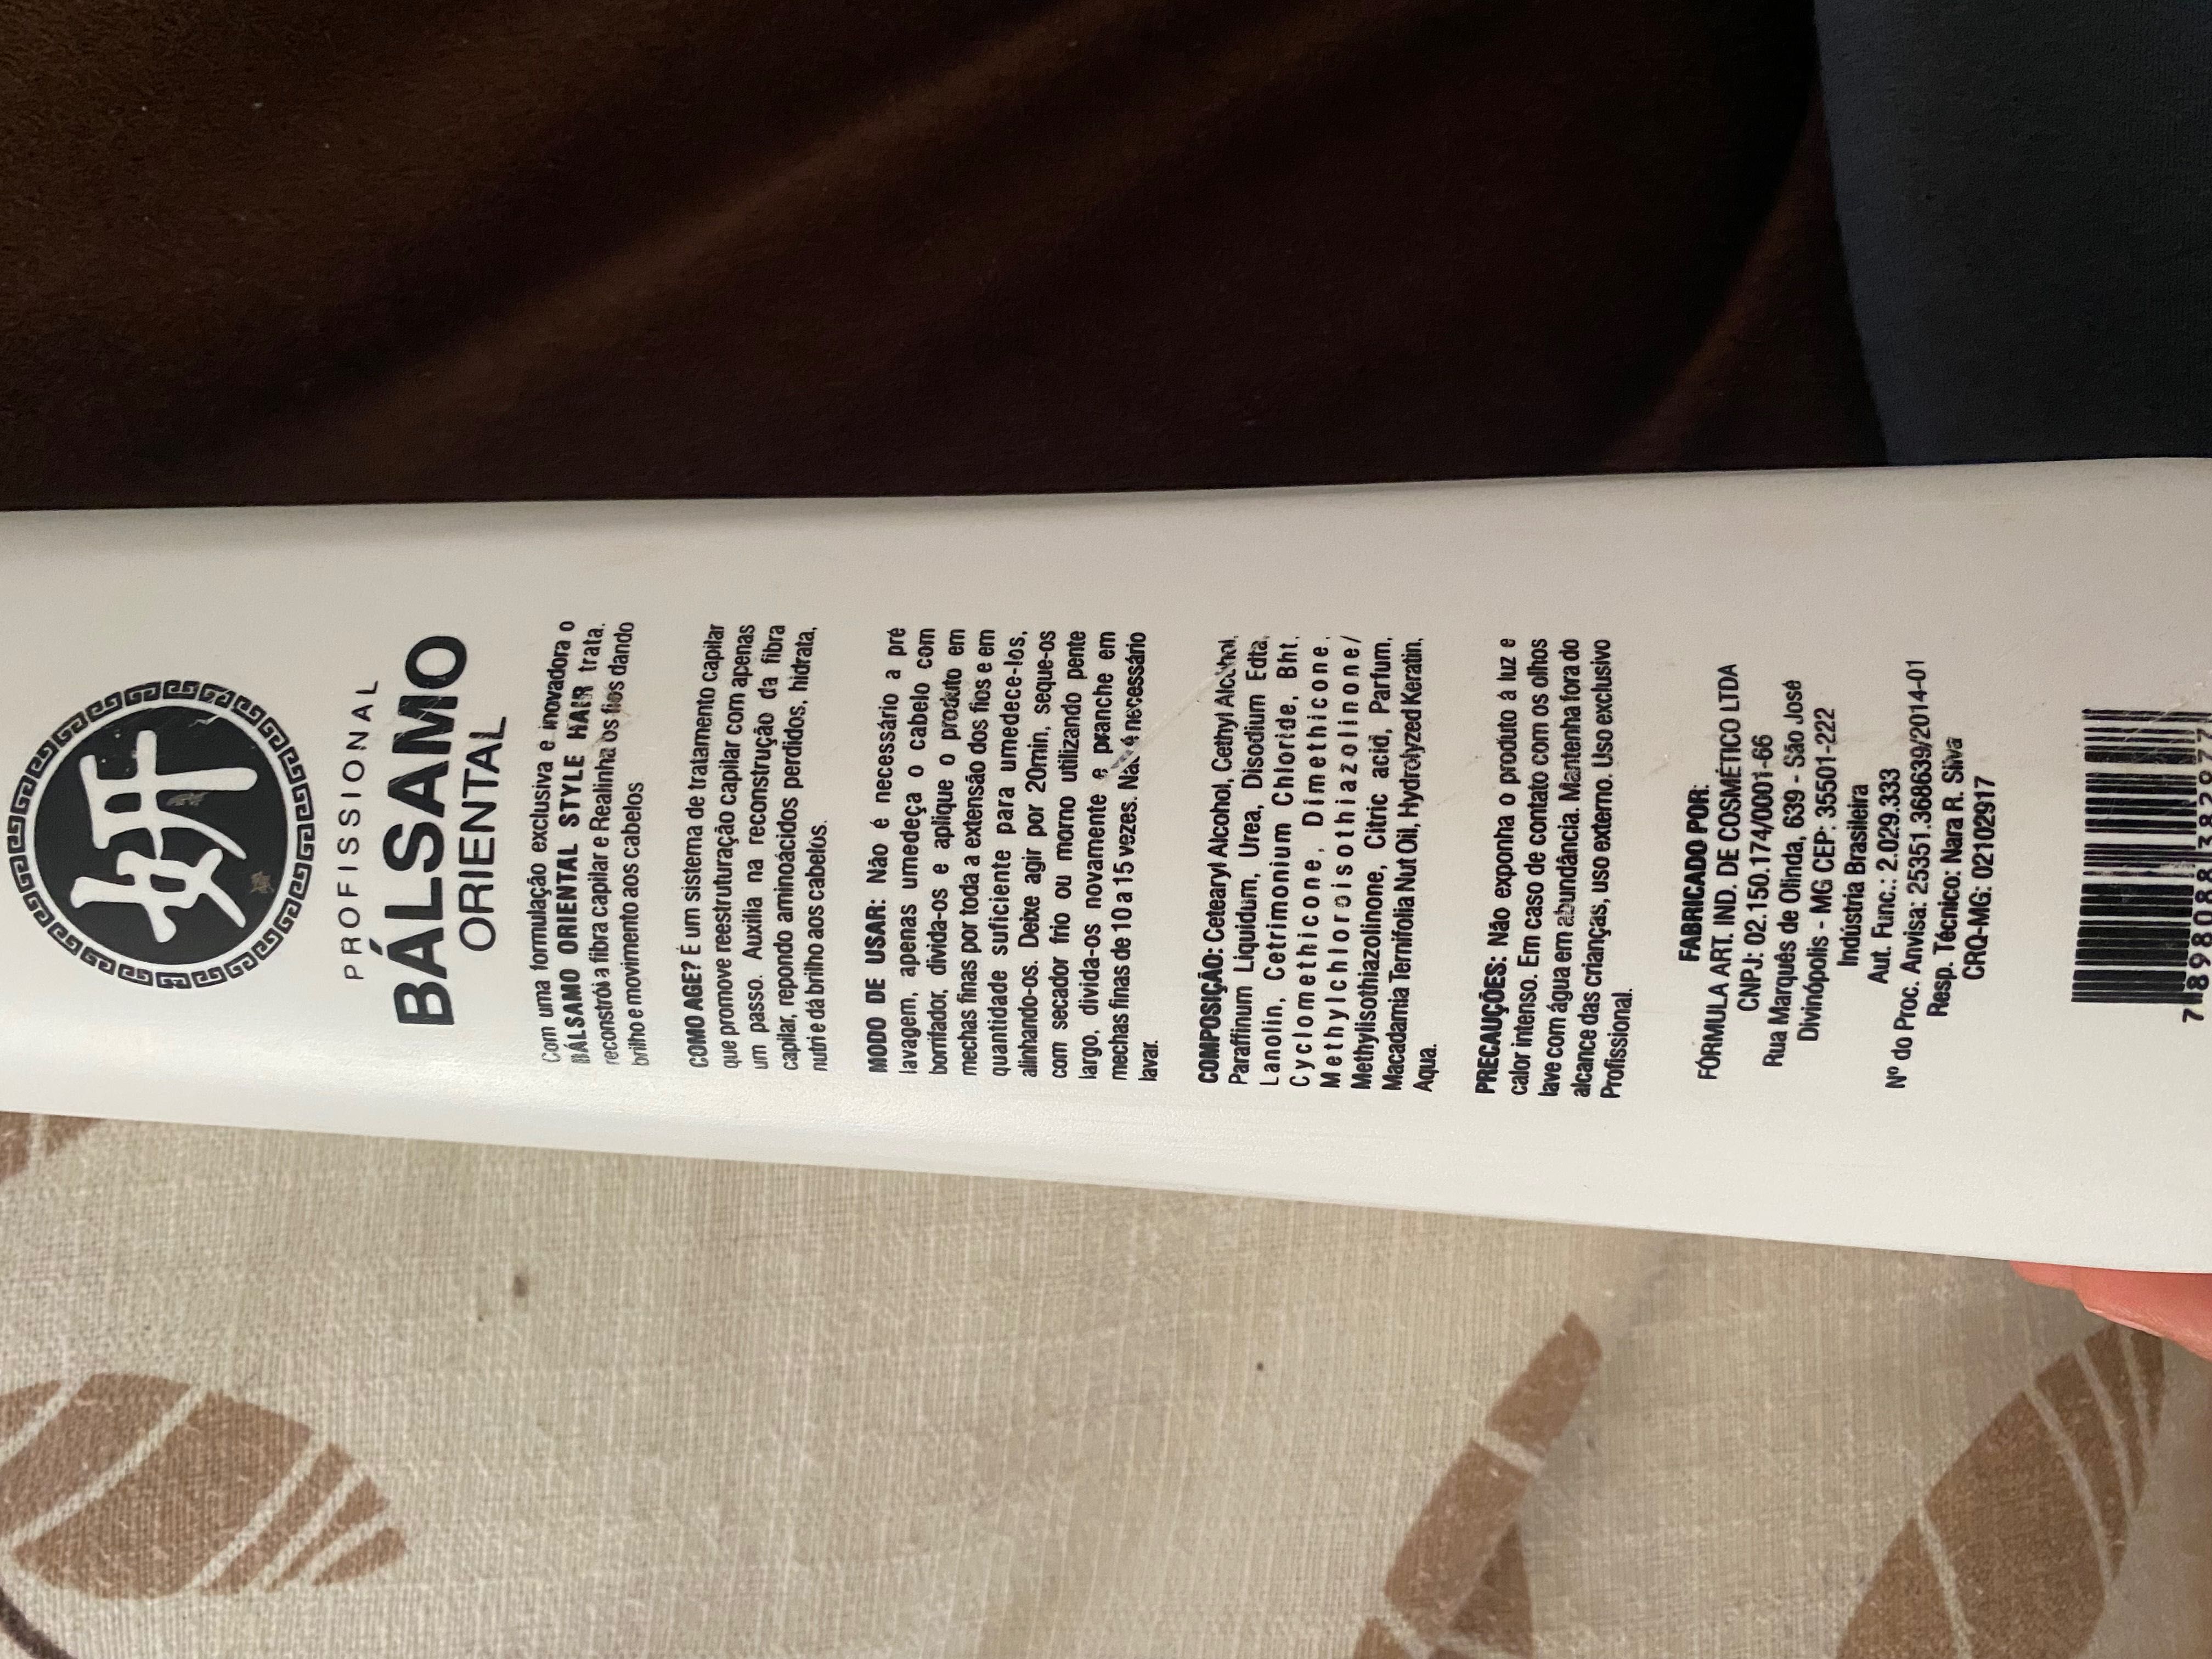 妍
PROFISSIONAL
BÁLSAMO
ORIENTAL
Com uma formulação exclusiva e inovadora o
BÁLSAMO ORIENTAL STYLE HAIR trata,
reconstrói a fibra capilar e Realinha os fios dando
brilho e movimento aos cabelos
COMO AGE? É um sistema de tratamento capilar
que promove reestruturação capilar com apenas
um passo. Auxilia na reconstrução da fibra
capilar, repondo aminoácidos perdidos, hidrata,
nutri e dá brilho aos cabelos.
MODO DE USAR: Não é necessário a pré
lavagem, apenas umedeça o cabelo com
borrifador, divida-os e aplique o produto em
mechas finas por toda a extensão dos fios e em
quantidade suficiente para umedece-los,
alinhando-os. Deixe agir por 20min, seque-os
com secador frio ou morno utilizando pente
largo, divida-os novamente e pranche em
mechas finas de 10 a 15 vezes. Não é necessário
lavar.
COMPOSIÇÃO: Cetearyl Alcohol, Cethyl Alcohol,
Paraffinum Liquidum, Urea, Disodium Edta,
Lanolin, Cetrimonium Chloride, Bht,
Cyclomethicone, Dimethicone,
Methylchloroisothiazolinone/
Methylisothiazolinone, Citric acid, Parfum,
Macadamia Ternifolia Nut Oil, Hydrolyzed Keratin,
Aqua.
PRECAUÇÕES: Não exponha o produto à luz e
calor intenso. Em caso de contato com os olhos
lave com água em abundância. Mantenha fora do
alcance das crianças, uso externo. Uso exclusivo
Profissional.
FABRICADO POR:
FÓRMULA ART. IND. DE COSMÉTICO LTDA
CNPJ: 02.150.174/0001-66
Rua Marquês de Olinda, 639 - São José
Divinópolis - MG CEP: 35501-222
Indústria Brasileira
Aut. Func.: 2.029.333
Nº do Proc. Anvisa: 25351.368639/2014-01
Resp. Técnico: Nara R. Silva
CRQ-MG: 02102917